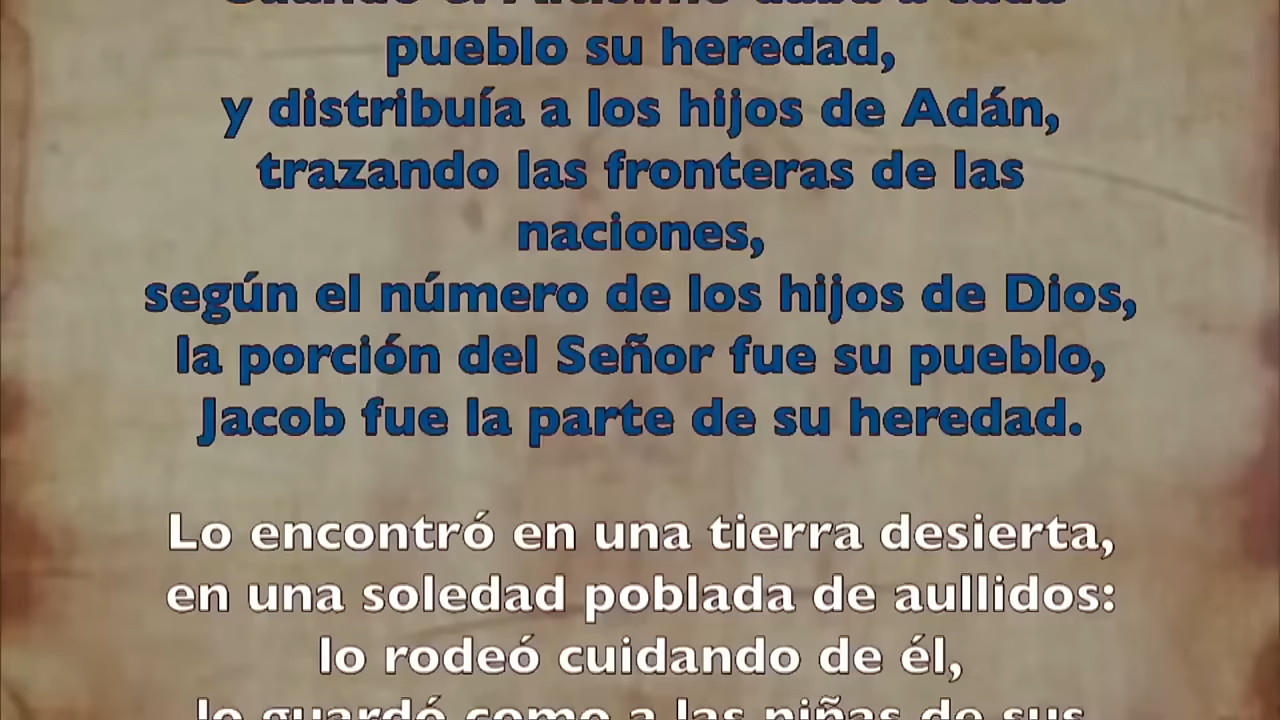 pueblo su heredad,
y distribuía a los hijos de Adán,
trazando las fronteras de las
naciones,
según el número de los hijos de Dios,
la porción del Señor fue su pueblo,
Jacob fue la parte de su heredad.
Lo encontró en una tierra desierta,
en una soledad poblada de aullidos:
lo rodeó cuidando de él,
lo guardó como a las niñas de sus